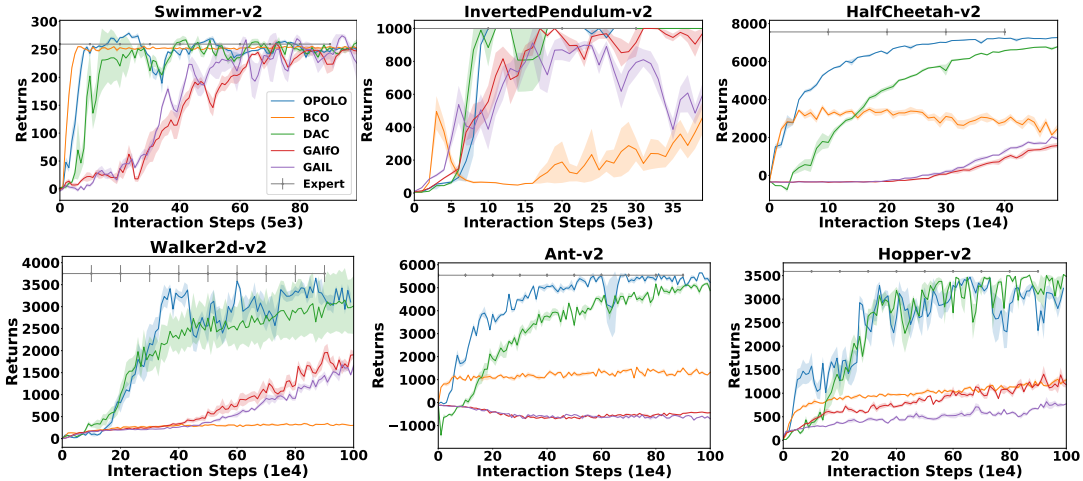 Swimmer-v2
Returns
300
250
200
150
100
50
0
0 20 40 60 80
Interaction Steps (5e3)
OPOLO
BCO
DAC
GAIfO
GAIL
Expert
InvertedPendulum-v2
Returns
1000
800
600
400
200
0
0 5 10 15 20 25 30 35
Interaction Steps (5e3)
HalfCheetah-v2
Returns
8000
6000
4000
2000
0
0 10 20 30 40
Interaction Steps (1e4)
Walker2d-v2
Returns
4000
3500
3000
2500
2000
1500
1000
500
0
0 20 40 60 80 100
Interaction Steps (1e4)
Ant-v2
Returns
6000
5000
4000
3000
2000
1000
0
−1000
0 20 40 60 80 100
Interaction Steps (1e4)
Hopper-v2
Returns
3500
3000
2500
2000
1500
1000
500
0
0 20 40 60 80 100
Interaction Steps (1e4)